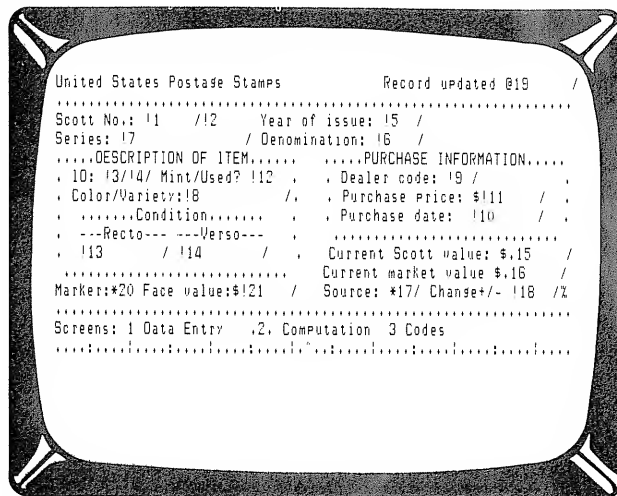 United States Postage Stamps Record updated @19 /
......................................................................
Scott No.: !1 /!2 Year of issue: !5 /
Series: !7 / Denomination: !6 /
.....DESCRIPTION OF ITEM...... .....PURCHASE INFORMATION.....
. ID: !3/!4/ Mint/Used? !12 . . Dealer code: !9 / .
. Color/Variety:!8 /. . Purchase price: $!11 / .
. .......Condition....... . . Purchase date: !10 / .
. ---Recto--- ---Verso--- . ..............................
. !13 / !14 / . Current Scott value: $.15 /
.............................. Current market value $.16 /
Marker:*20 Face value:$!21 / Source: *17/ Change+/- !18 /%
......................................................................
Screens: 1 Data Entry .2. Computation 3 Codes
....:....!....:....!....:....!....:.^..:....!....:....!....:....!....